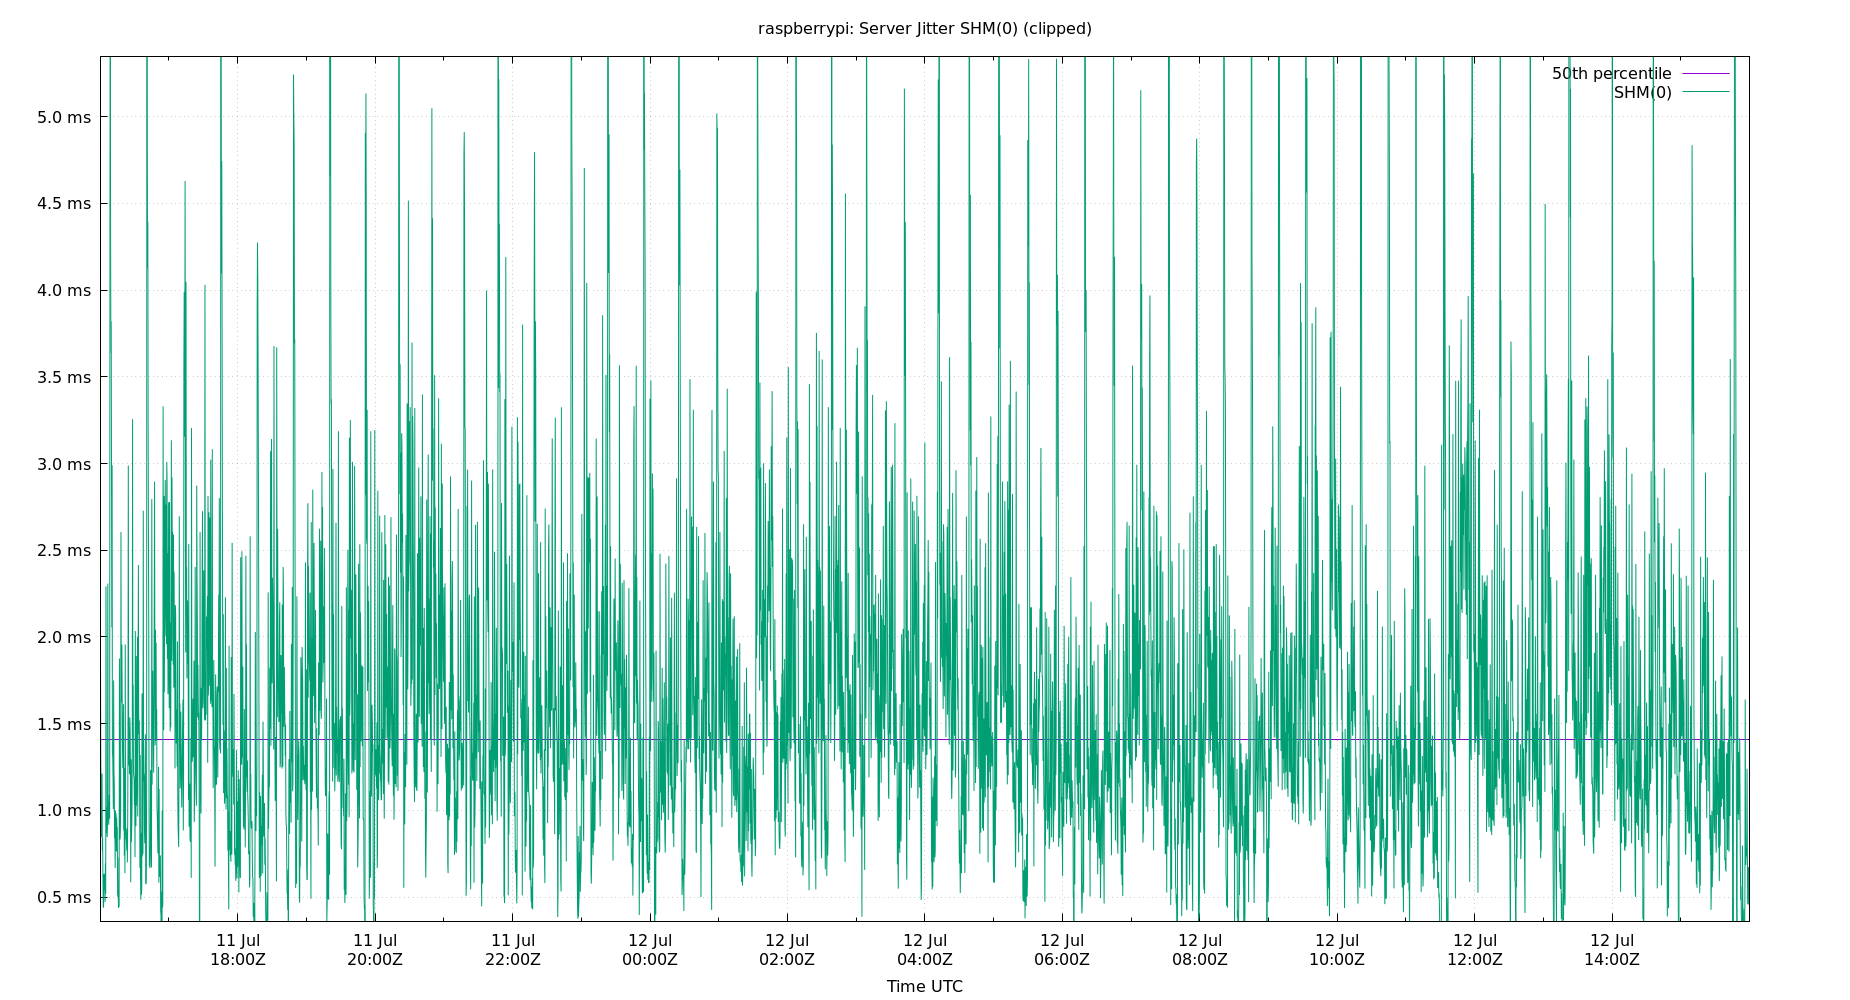 raspberrypi: Server Jitter SHM(0) (clipped)
50th percentile
SHM(0)
5.0 ms
4.5 ms
4.0 ms
3.5 ms
3.0 ms
2.5 ms
2.0 ms
1.5 ms
1.0 ms
0.5 ms
11 Jul 11 Jul 11 Jul 12 Jul 12 Jul 12 Jul 12 Jul 12 Jul 12 Jul 12 Jul 12 Jul
18:00Z 20:00Z 22:00Z 00:00Z 02:00Z 04:00Z 06:00Z 08:00Z 10:00Z 12:00Z 14:00Z
Time UTC